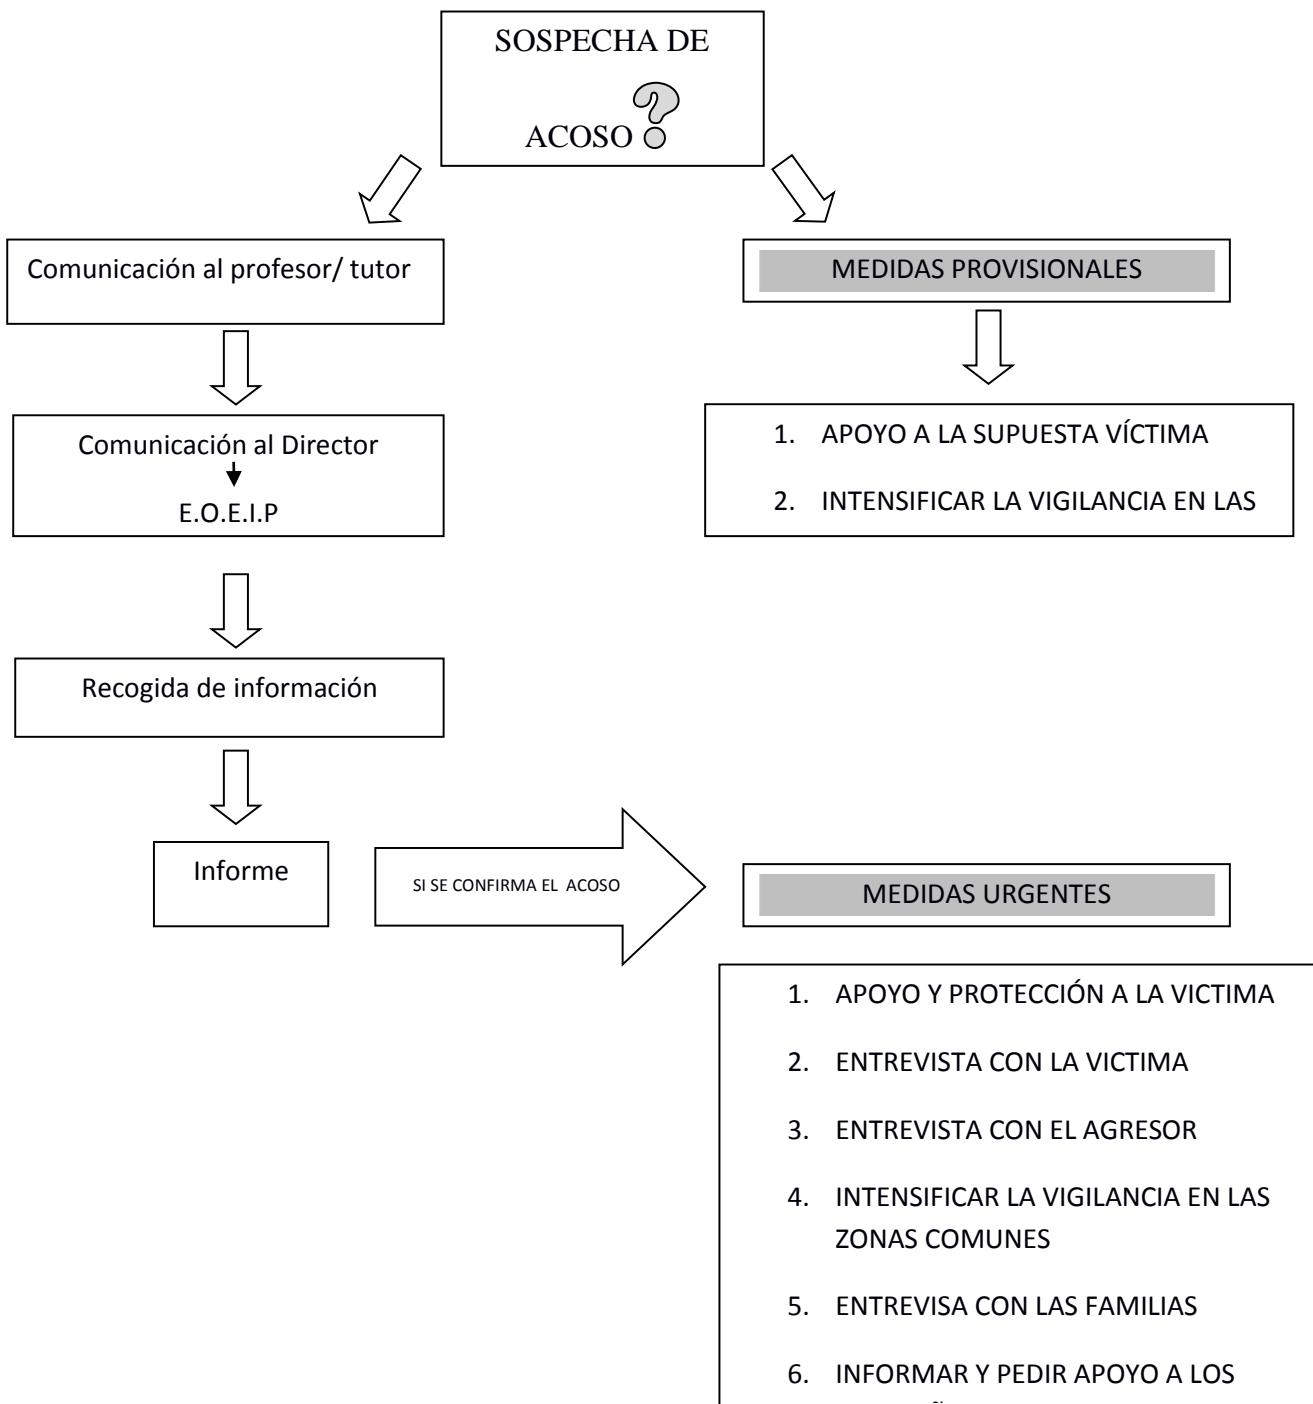 SOSPECHA DE
ACOSO ?
Comunicación al profesor/ tutor
MEDIDAS PROVISIONALES
Comunicación al Director
E.O.E.I.P
1. APOYO A LA SUPUESTA VÍCTIMA
2. INTENSIFICAR LA VIGILANCIA EN LAS
Recogida de información
Informe
SI SE CONFIRMA EL ACOSO
MEDIDAS URGENTES
1. APOYO Y PROTECCIÓN A LA VICTIMA
2. ENTREVISTA CON LA VICTIMA
3. ENTREVISTA CON EL AGRESOR
4. INTENSIFICAR LA VIGILANCIA EN LAS
ZONAS COMUNES
5. ENTREVISA CON LAS FAMILIAS
6. INFORMAR Y PEDIR APOYO A LOS